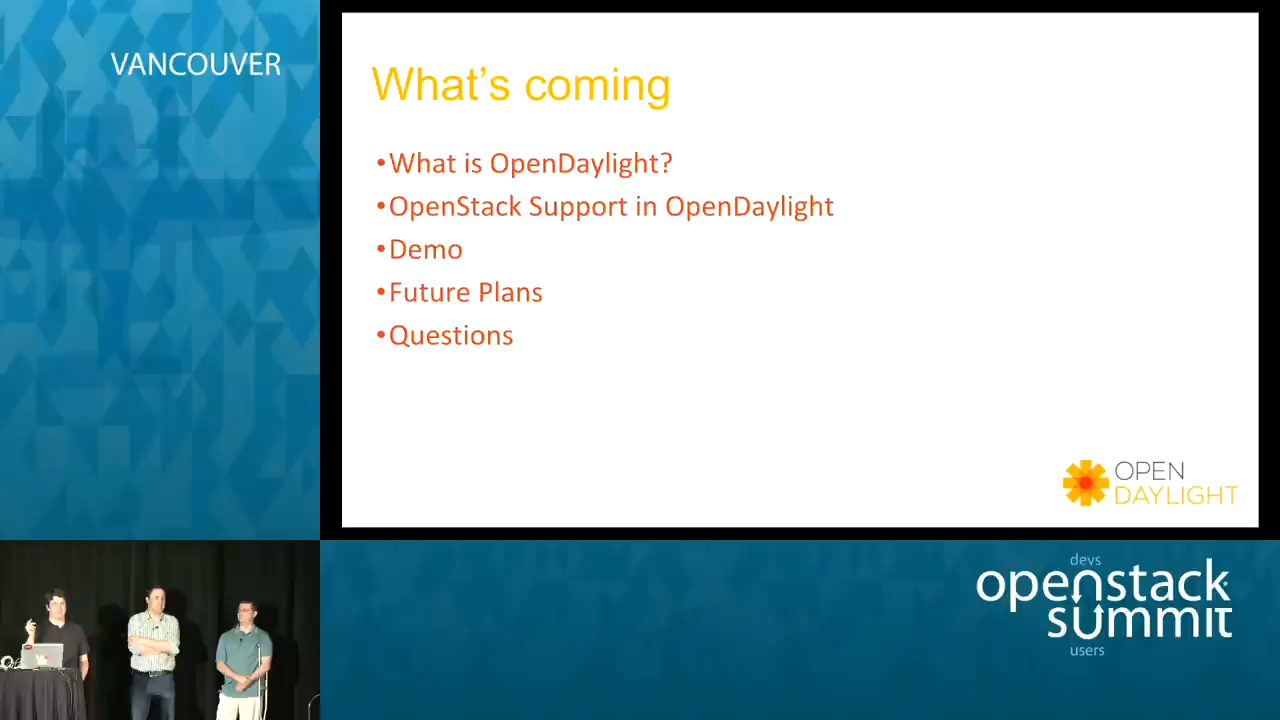 VANCOUVER
What's coming
•What is OpenDaylight?
•OpenStack Support in OpenDaylight
•Demo
•Future Plans
•Questions
OPEN
DAYLIGHT
devs
openstack
summit
users